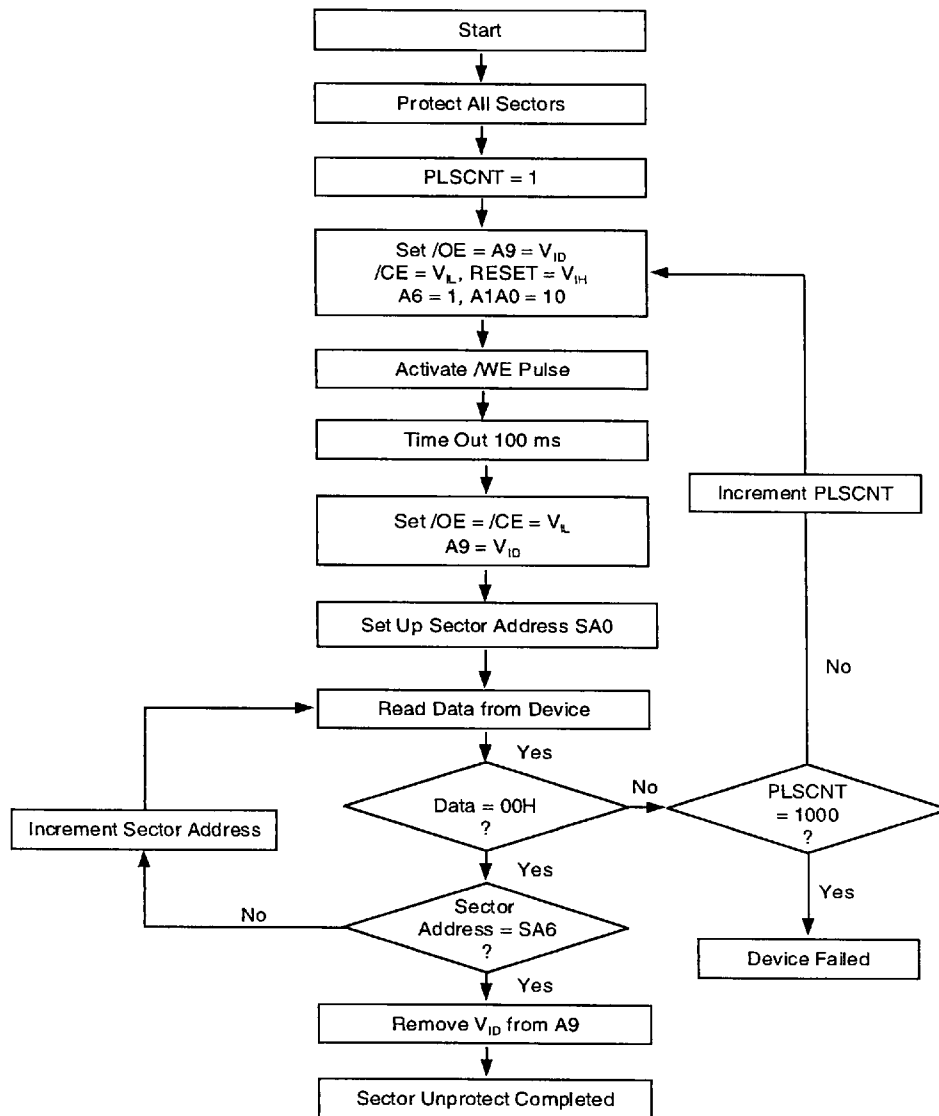 Start
Protect All Sectors
PLSCNT = 1
Set /OE = A9 = VID
/CE = VIL, RESET = VIH
A6 = 1, A1A0 = 10
Activate /WE Pulse
Time Out 100 ms
Increment PLSCNT
Set /OE = /CE = VIL
A9 = VID
Set Up Sector Address SA0
No
Read Data from Device
Yes
No
Data = 00H
?
PLSCNT
= 1000
?
Increment Sector Address
Yes
Yes
No
Sector
Address = SA6
?
Device Failed
Yes
Remove VID from A9
Sector Unprotect Completed